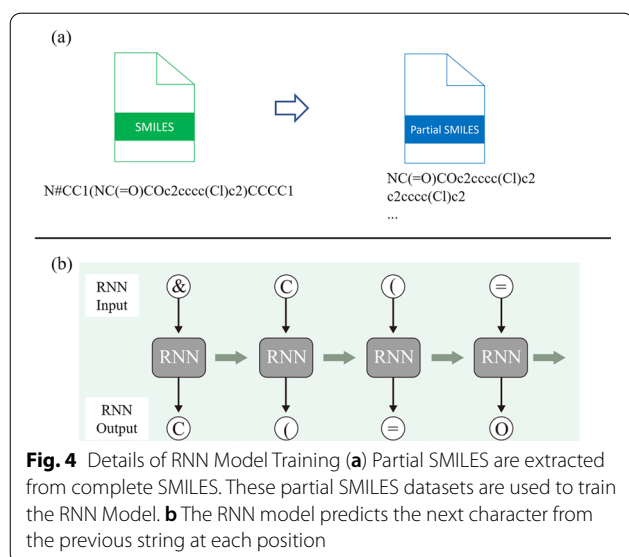 (a)
SMILES
Partial SMILES
N#CC1(NC(=O)COc2cccc(Cl)c2)CCCC1
NC(=O)COc2cccc(Cl)c2
c2cccc(Cl)c2
...
(b)
RNN
Input
& C ( =
RNN RNN RNN RNN
RNN
Output
C ( = O
Fig. 4 Details of RNN Model Training (a) Partial SMILES are extracted
from complete SMILES. These partial SMILES datasets are used to train
the RNN Model. b The RNN model predicts the next character from
the previous string at each position